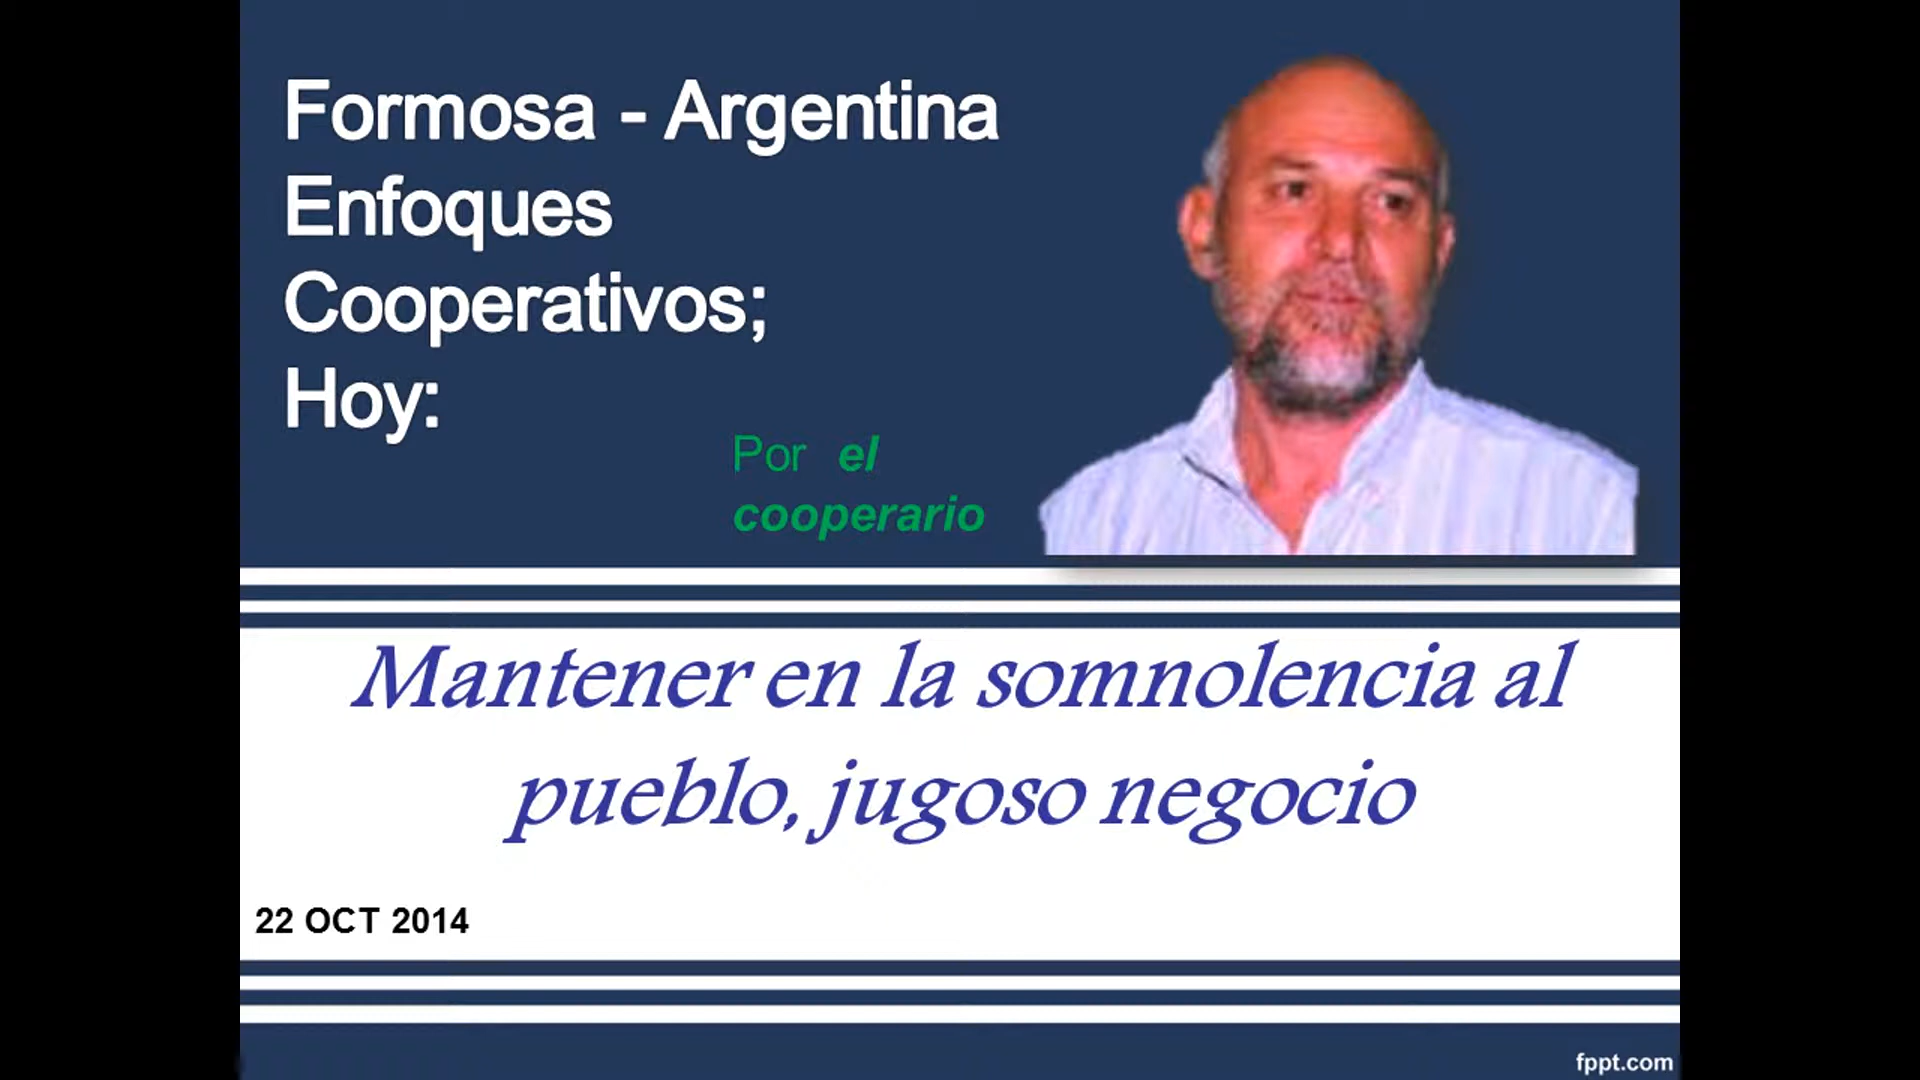 Formosa - Argentina
Enfoques
Cooperativos;
Hoy:
Por el
cooperario
Mantener en la somnolencia al
pueblo, jugoso negocio
22 OCT 2014
fppt.com